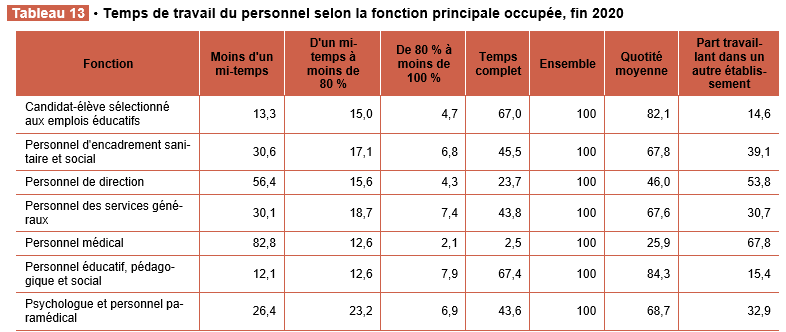 Tableau 13 • Temps de travail du personnel selon la fonction principale occupée, fin 2020
Fonction Moins d'un mi-temps D'un mi-temps à moins de 80 % De 80 % à moins de 100 % Temps complet Ensemble Quotité moyenne Part travaillant dans un autre établissement
Candidat-élève sélectionné
aux emplois éducatifs 13,3 15,0 4,7 67,0 100 82,1 14,6
Personnel d'encadrement sani-
taire et social 30,6 17,1 6,8 45,5 100 67,8 39,1
Personnel de direction 56,4 15,6 4,3 23,7 100 46,0 53,8
Personnel des services géné-
raux 30,1 18,7 7,4 43,8 100 67,6 30,7
Personnel médical 82,8 12,6 2,1 2,5 100 25,9 67,8
Personnel éducatif, pédago-
gique et social 12,1 12,6 7,9 67,4 100 84,3 15,4
Psychologue et personnel pa-
ramédical 26,4 23,2 6,9 43,6 100 68,7 32,9